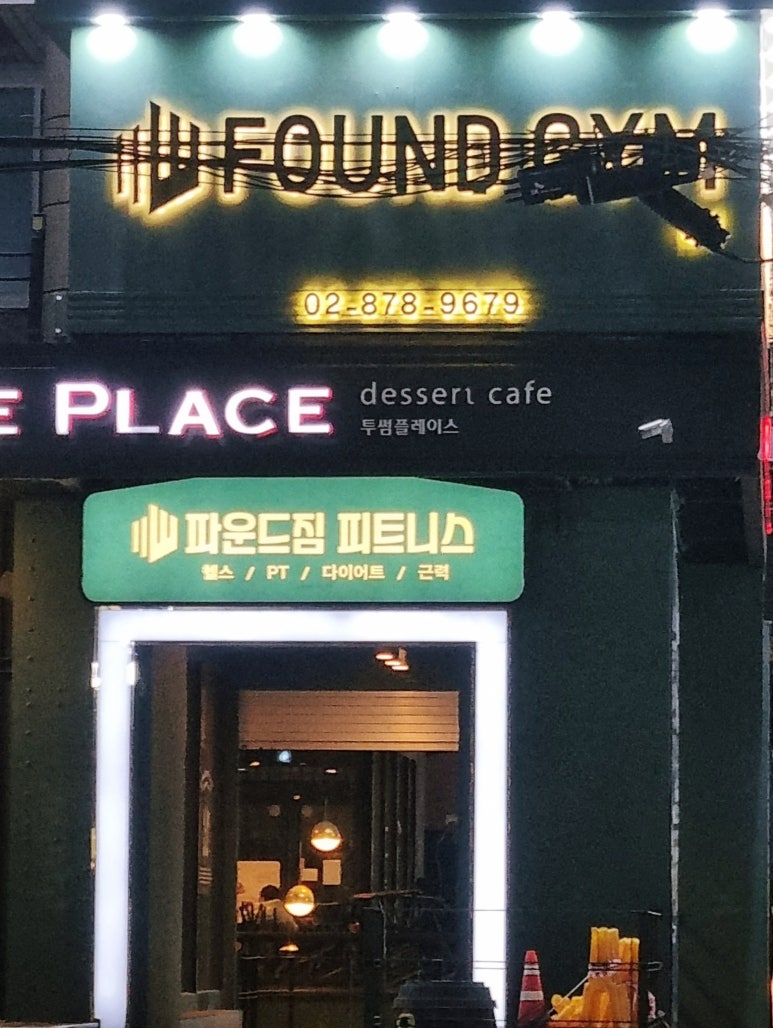 FOUND GYM
02-878-9679
E PLACE
dessert cafe
투썸플레이스
파운드짐 피트니스
헬스 / PT / 다이어트 / 근력